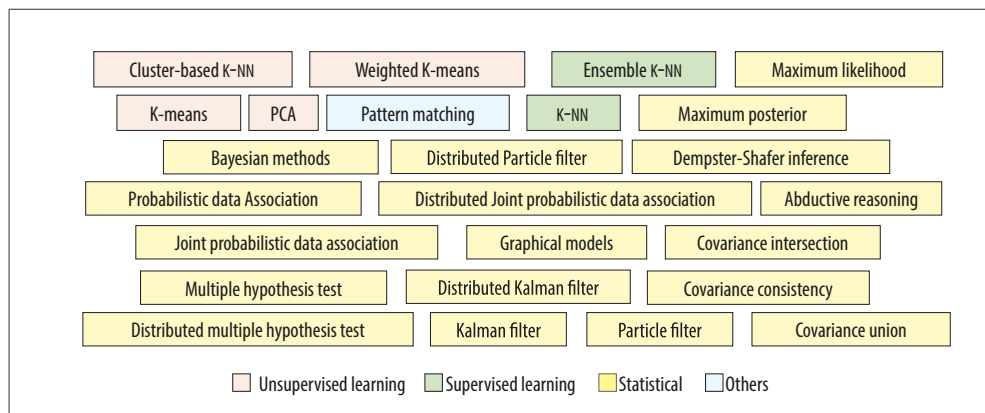 Cluster-based K-NN Weighted K-means Ensemble K-NN Maximum likelihood
K-means PCA Pattern matching K-NN Maximum posterior
Bayesian methods Distributed Particle filter Dempster-Shafer inference
Probabilistic data Association Distributed Joint probabilistic data association Abductive reasoning
Joint probabilistic data association Graphical models Covariance intersection
Multiple hypothesis test Distributed Kalman filter Covariance consistency
Distributed multiple hypothesis test Kalman filter Particle filter Covariance union
Unsupervised learning Supervised learning Statistical Others